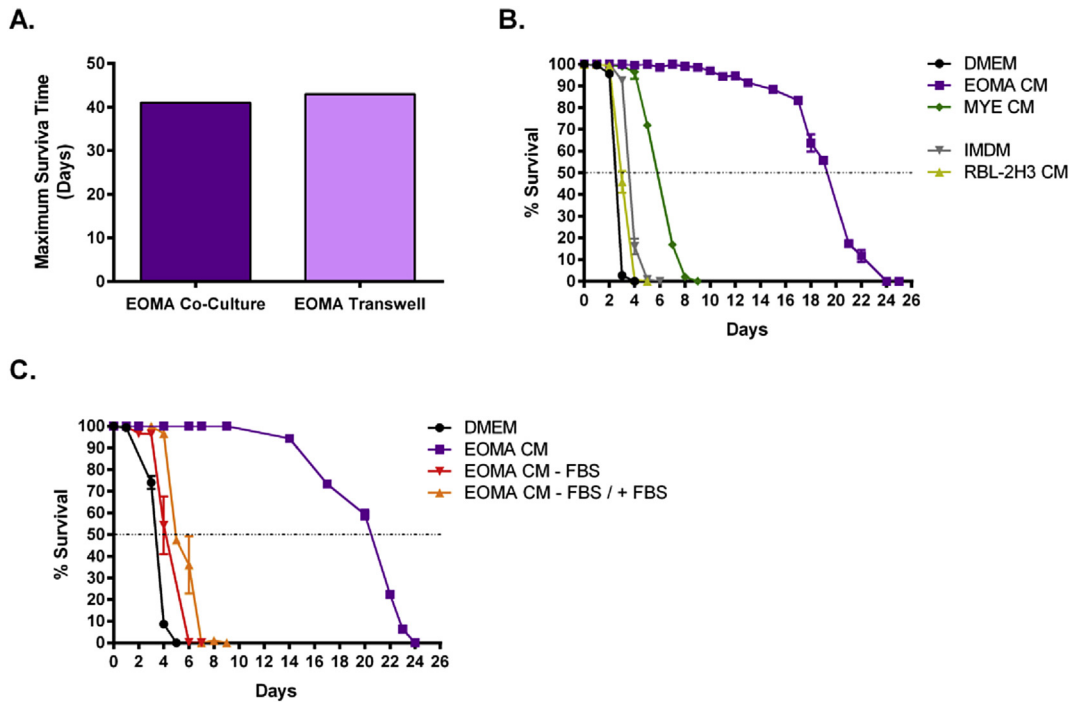 A.
Maximum Surviva Time
(Days)
50
40
30
20
10
0
EOMA Co-Culture
EOMA Transwell
B.
% Survival
100
90
80
70
60
50
40
30
20
10
0
0 2 4 6 8 10 12 14 16 18 20 22 24 26
Days
DMEM
EOMA CM
MYE CM
IMDM
RBL-2H3 CM
C.
% Survival
100
90
80
70
60
50
40
30
20
10
0
0 2 4 6 8 10 12 14 16 18 20 22 24 26
Days
DMEM
EOMA CM
EOMA CM - FBS
EOMA CM - FBS / + FBS